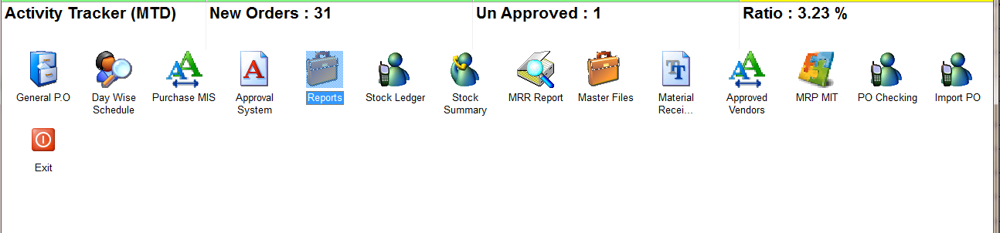 Activity Tracker (MTD) New Orders : 31 Un Approved : 1 Ratio : 3.23 %
General P.O Day Wise Schedule Purchase MIS Approval System Reports Stock Ledger Stock Summary MRR Report Master Files Material Recei... Approved Vendors MRP MIT PO Checking Import PO
Exit